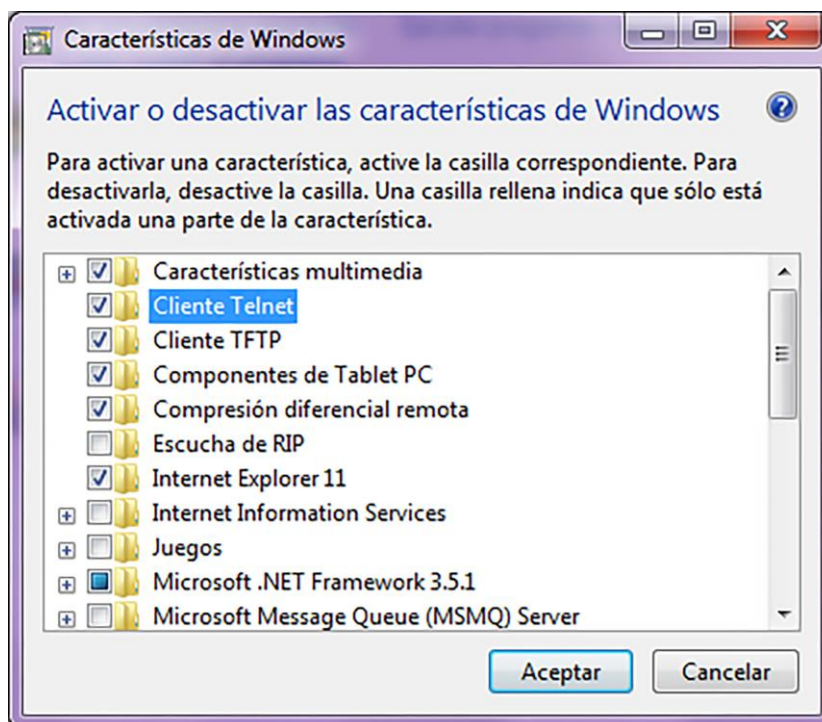 Características de Windows
Activar o desactivar las características de Windows
Para activar una característica, active la casilla correspondiente. Para
desactivarla, desactive la casilla. Una casilla rellena indica que sólo está
activada una parte de la característica.
Características multimedia
Cliente Telnet
Cliente TFTP
Componentes de Tablet PC
Compresión diferencial remota
Escucha de RIP
Internet Explorer 11
Internet Information Services
Juegos
Microsoft .NET Framework 3.5.1
Microsoft Message Queue (MSMQ) Server
Aceptar Cancelar